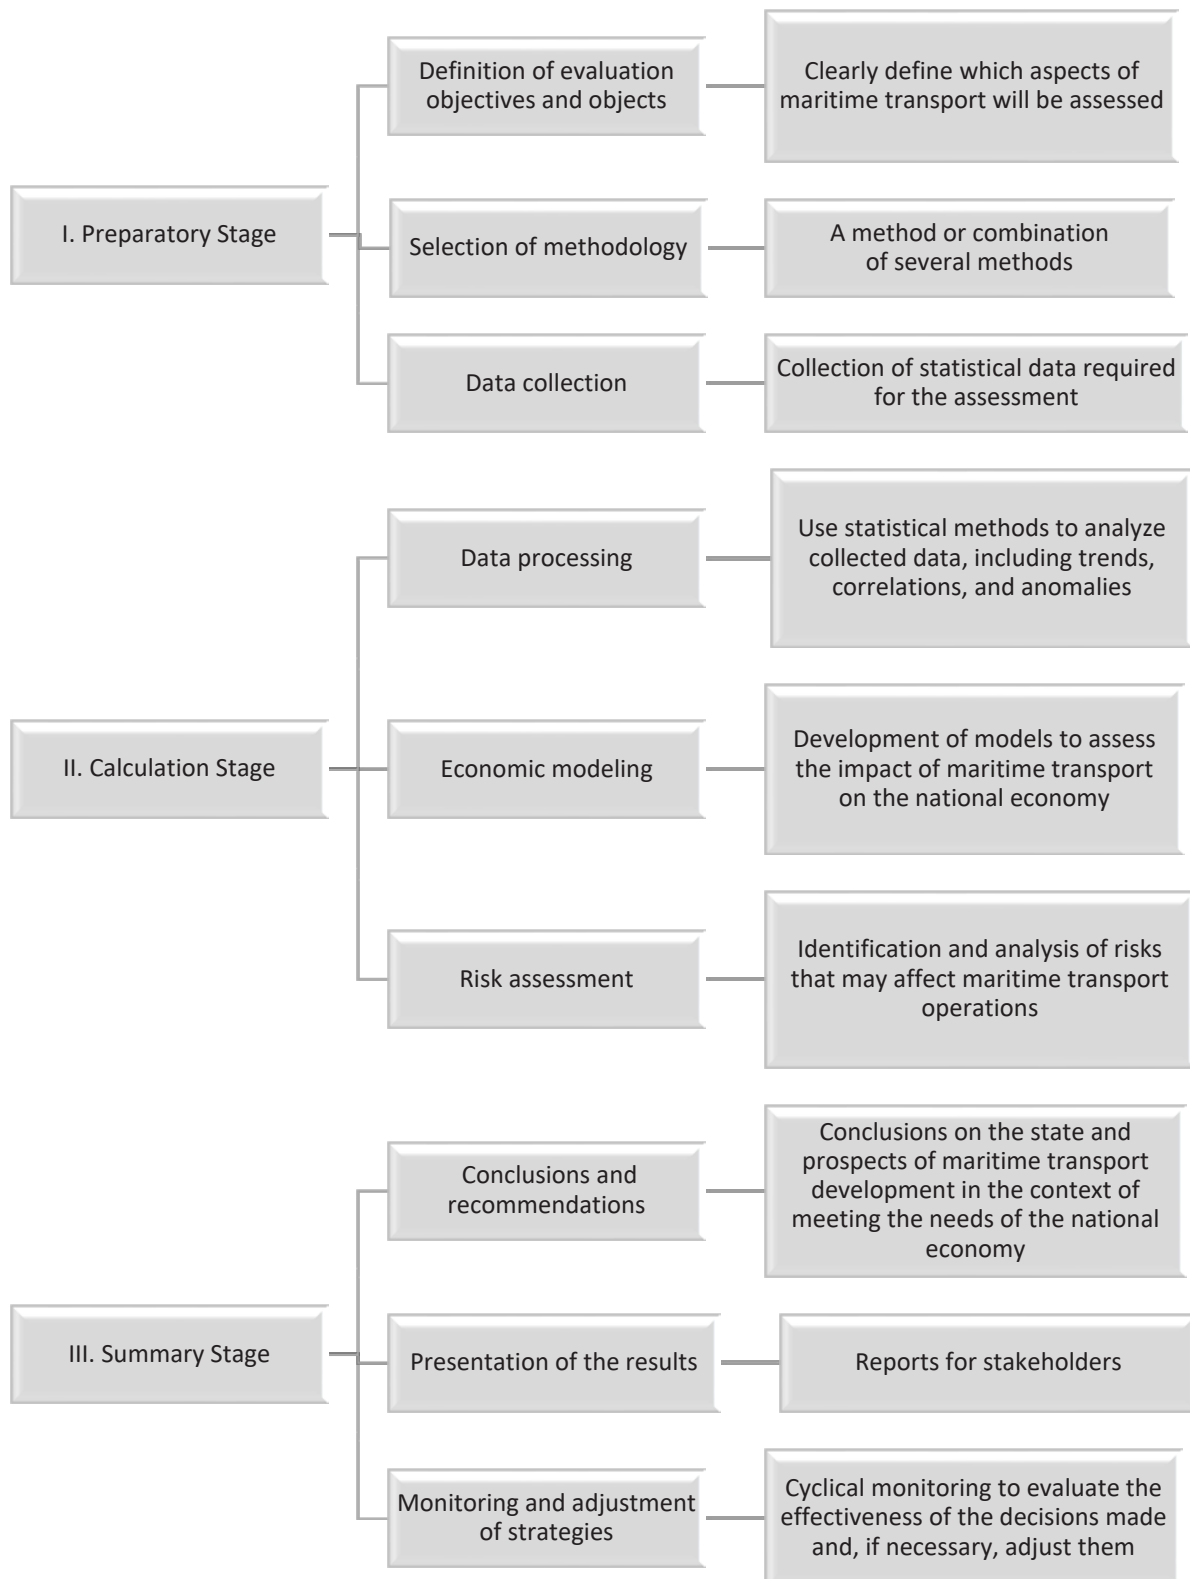 Definition of evaluation
objectives and objects
Clearly define which aspects of
maritime transport will be assessed
I. Preparatory Stage
Selection of methodology
A method or combination
of several methods
Data collection
Collection of statistical data required
for the assessment
Data processing
Use statistical methods to analyze
collected data, including trends,
correlations, and anomalies
II. Calculation Stage
Economic modeling
Development of models to assess
the impact of maritime transport
on the national economy
Risk assessment
Identification and analysis of risks
that may affect maritime transport
operations
Conclusions and
recommendations
Conclusions on the state and
prospects of maritime transport
development in the context of
meeting the needs of the national
economy
III. Summary Stage
Presentation of the results
Reports for stakeholders
Monitoring and adjustment
of strategies
Cyclical monitoring to evaluate the
effectiveness of the decisions made
and, if necessary, adjust them